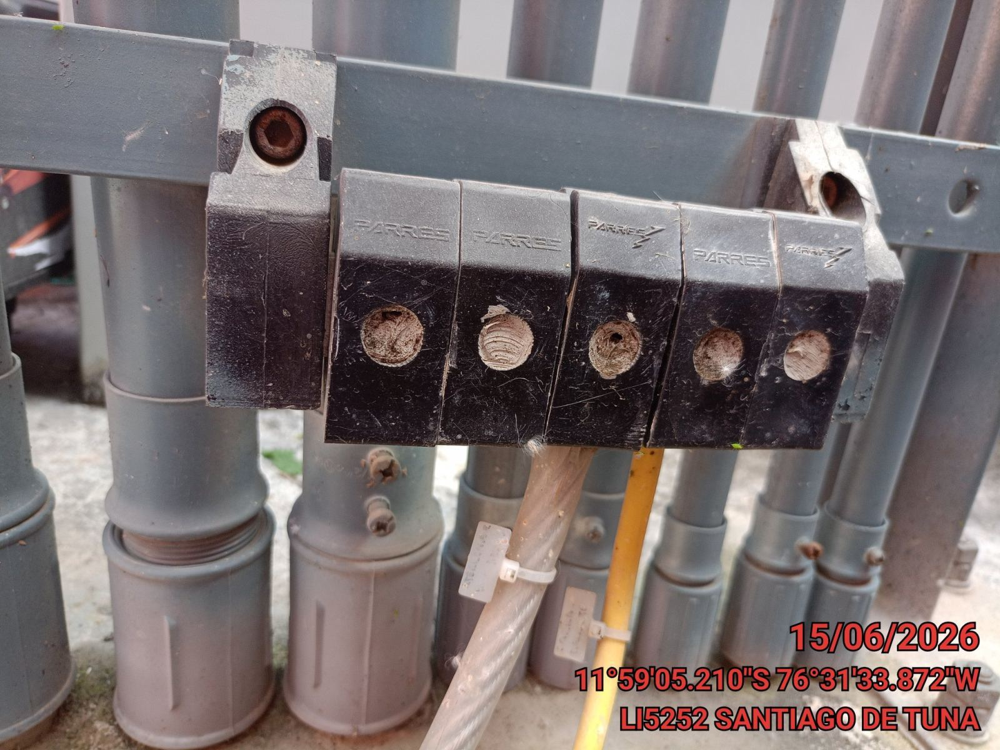 PARRES
PARRES
PARRES
PARRES
PARRES
15/06/2026
11°59'05.210"S 76°31'33.872"W
LI5252 SANTIAGO DE TUNA